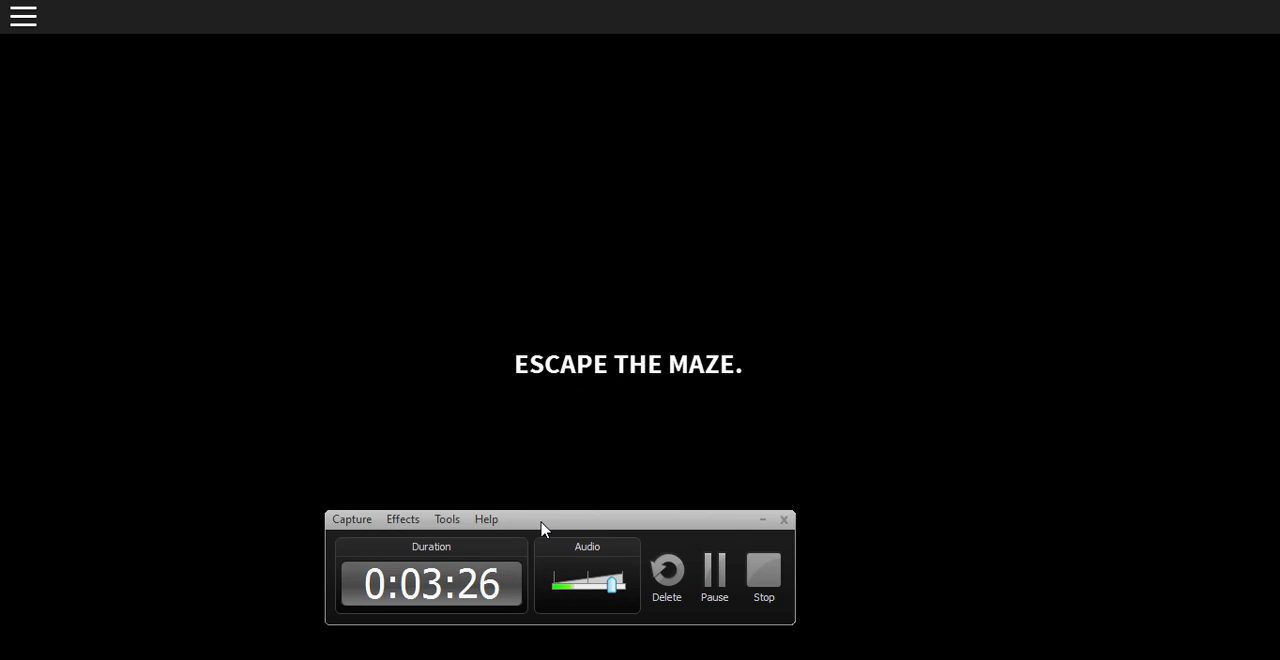 ESCAPE THE MAZE.
Capture Effects Tools Help
Duration Audio
0:03:26
Delete Pause Stop